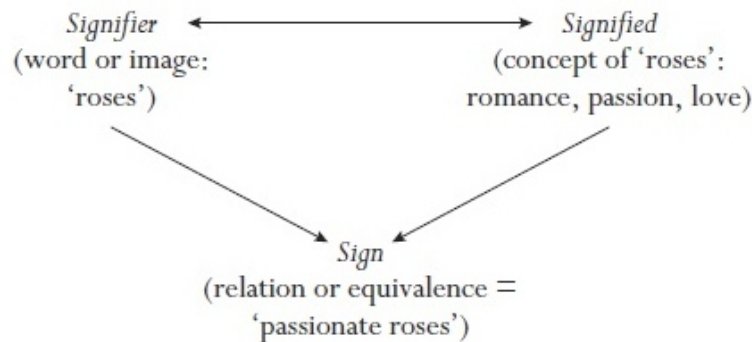 Signifier
(word or image:
‘roses’)
Signified
(concept of ‘roses’:
romance, passion, love)
Sign
(relation or equivalence =
‘passionate roses’)